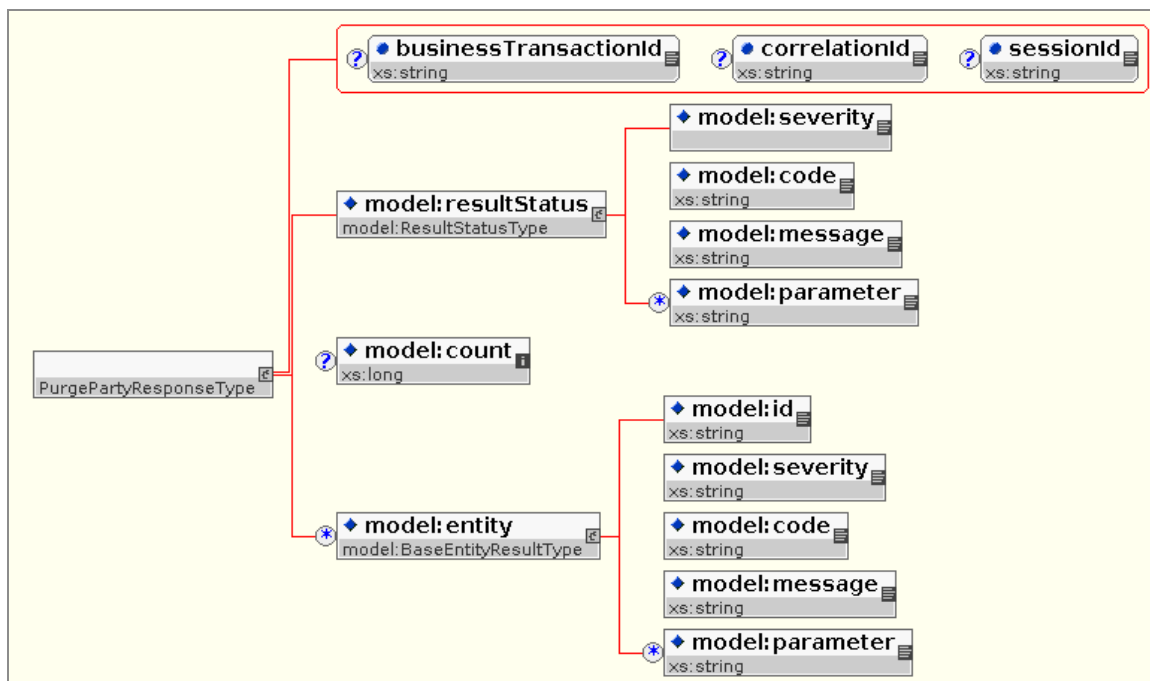 ? businessTransactionId
xs:string
? correlationId
xs:string
? sessionId
xs:string
model:severity
model:code
xs:string
model:resultStatus
model:ResultStatusType
model:message
xs:string
* model:parameter
xs:string
? model:count
xs:long
PurgePartyResponseType
model:id
xs:string
model:severity
xs:string
* model:entity
model:BaseEntityResultType
model:code
xs:string
model:message
xs:string
* model:parameter
xs:string